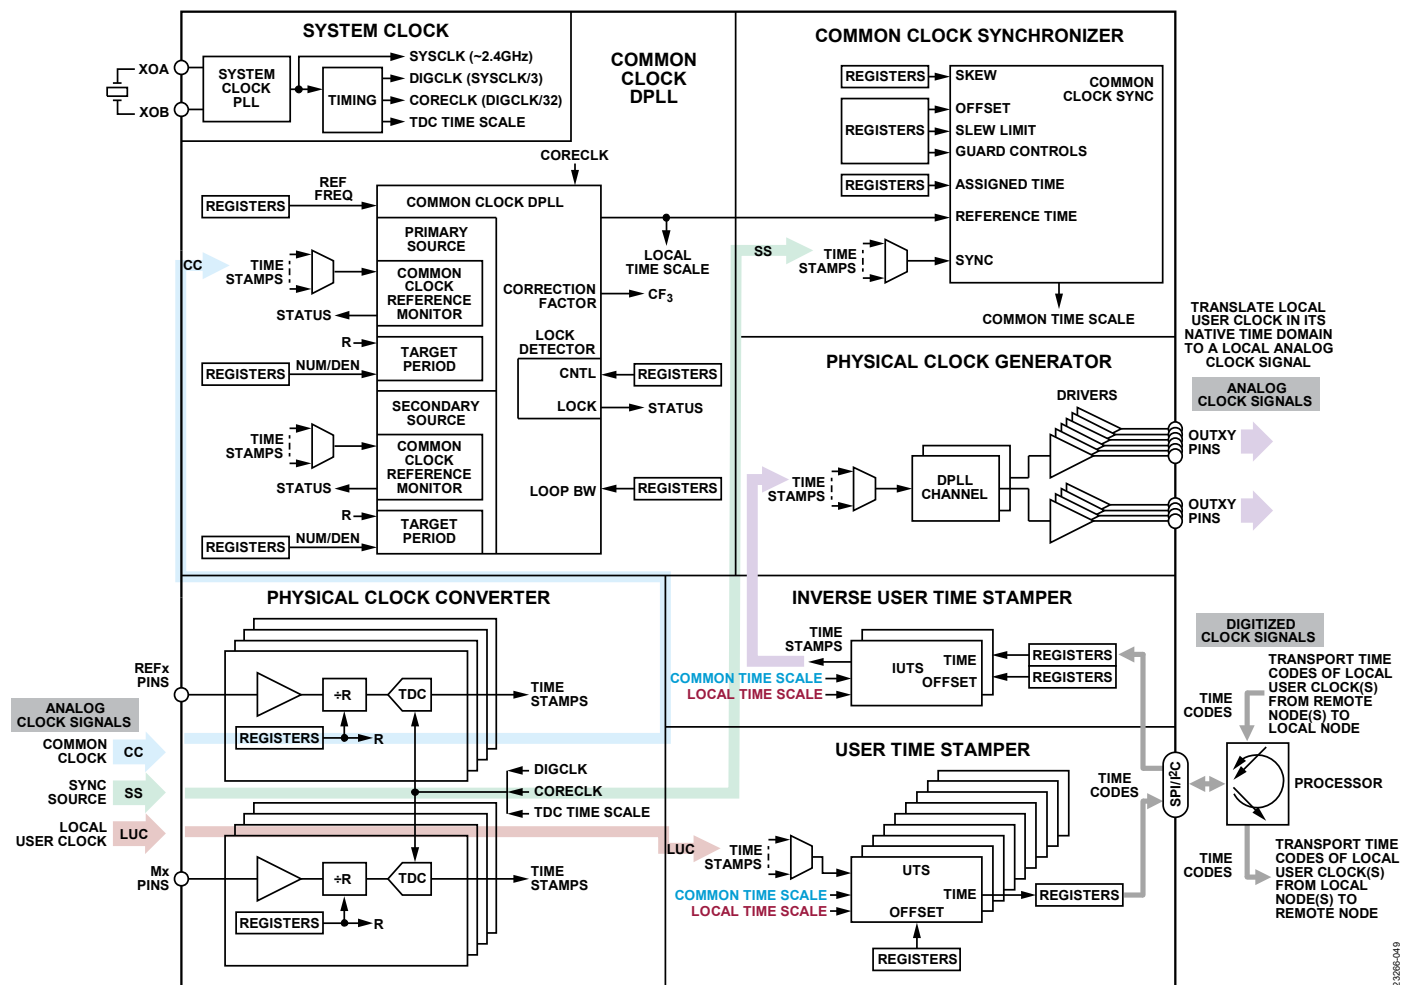 SYSTEM CLOCK
XOA
XOB
SYSTEM
CLOCK
PLL
TIMING
SYSCLK (~2.4GHz)
DIGCLK (SYSCLK/3)
CORECLK (DIGCLK/32)
TDC TIME SCALE
COMMON
CLOCK
DPLL
CORECLK
REF
FREQ
REGISTERS
COMMON CLOCK DPLL
PRIMARY
SOURCE
CC
TIME
STAMPS
COMMON
CLOCK
REFERENCE
MONITOR
STATUS
R
TARGET
PERIOD
REGISTERS
NUM/DEN
SECONDARY
SOURCE
TIME
STAMPS
COMMON
CLOCK
REFERENCE
MONITOR
STATUS
R
TARGET
PERIOD
REGISTERS
NUM/DEN
LOCAL
TIME SCALE
CORRECTION
FACTOR
CF3
LOCK
DETECTOR
CNTL
REGISTERS
LOCK
STATUS
LOOP BW
REGISTERS
COMMON CLOCK SYNCHRONIZER
REGISTERS
SKEW
COMMON
CLOCK SYNC
REGISTERS
OFFSET
SLEW LIMIT
GUARD CONTROLS
REGISTERS
ASSIGNED TIME
REFERENCE TIME
SS
TIME
STAMPS
SYNC
COMMON TIME SCALE
PHYSICAL CLOCK GENERATOR
TIME
STAMPS
DPLL
CHANNEL
DRIVERS
OUTXY
PINS
OUTXY
PINS
TRANSLATE LOCAL
USER CLOCK IN ITS
NATIVE TIME DOMAIN
TO A LOCAL ANALOG
CLOCK SIGNAL
ANALOG
CLOCK SIGNALS
PHYSICAL CLOCK CONVERTER
REFx
PINS
÷R
TDC
TIME
STAMPS
REGISTERS
R
ANALOG
CLOCK SIGNALS
COMMON
CLOCK
CC
SYNC
SOURCE
SS
LOCAL
USER CLOCK
LUC
DIGCLK
CORECLK
TDC TIME SCALE
Mx
PINS
÷R
TDC
TIME
STAMPS
REGISTERS
R
INVERSE USER TIME STAMPER
TIME
STAMPS
IUTS
TIME
OFFSET
REGISTERS
REGISTERS
COMMON TIME SCALE
LOCAL TIME SCALE
USER TIME STAMPER
LUC
TIME
STAMPS
UTS
TIME
OFFSET
COMMON TIME SCALE
LOCAL TIME SCALE
REGISTERS
REGISTERS
TIME
CODES
SPI/I2C
DIGITIZED
CLOCK SIGNALS
TIME
CODES
TRANSPORT TIME
CODES OF LOCAL
USER CLOCK(S)
FROM REMOTE
NODE(S) TO
LOCAL NODE
PROCESSOR
TIME
CODES
TRANSPORT TIME
CODES OF LOCAL
USER CLOCK(S)
FROM LOCAL
NODE(S) TO
REMOTE NODE
23266-049